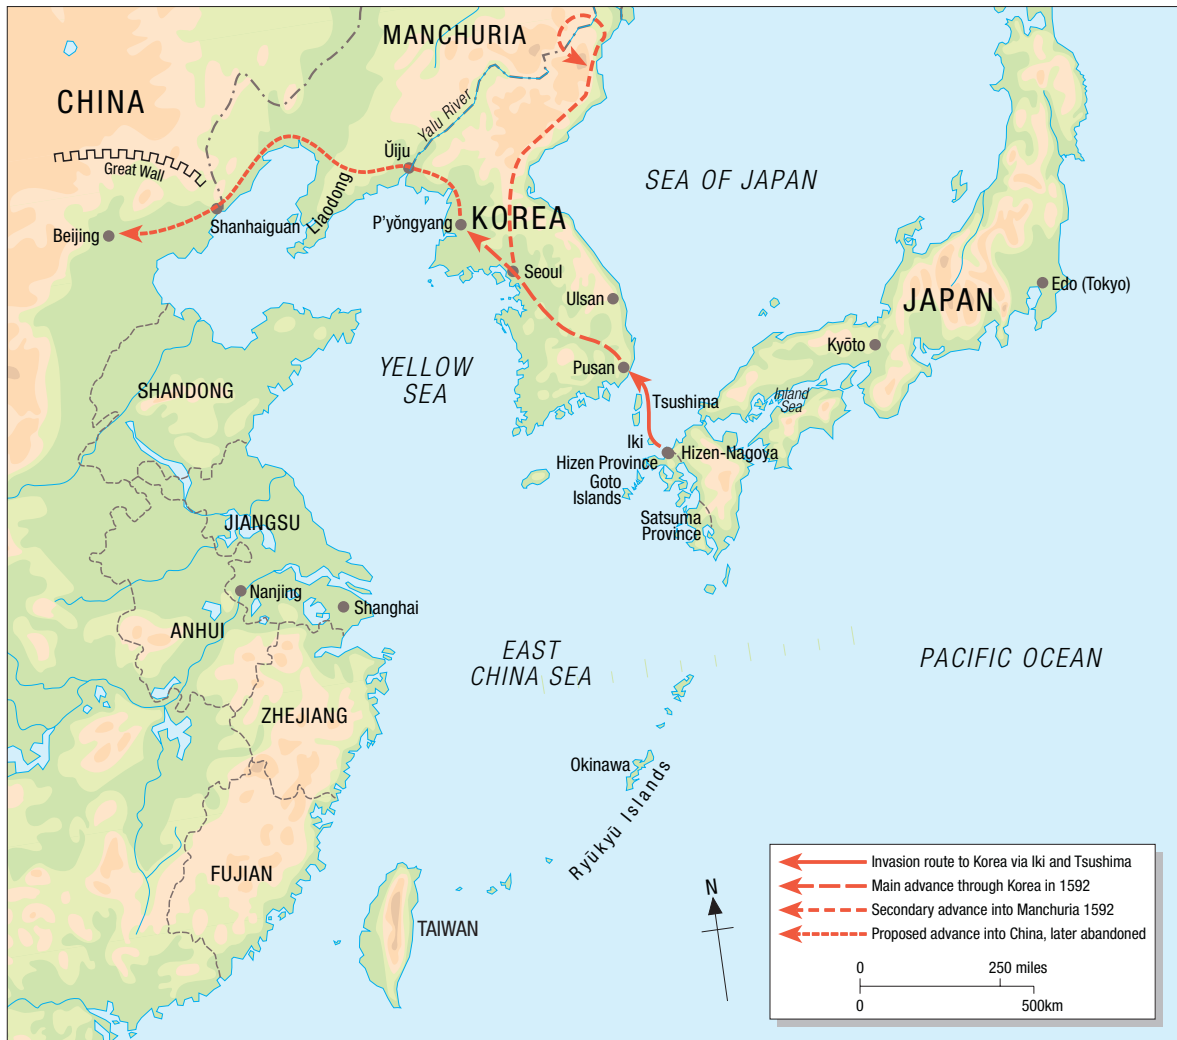 MANCHURIA
CHINA
Yalu River
Ŭiju
Great Wall
Liaodong
SEA OF JAPAN
Shanhaiguan
P'yŏngyang
KOREA
Beijing
Seoul
Ulsan
JAPAN
Edo (Tokyo)
Kyōto
YELLOW
SEA
Pusan
SHANDONG
Inland
Sea
Tsushima
Iki
Hizen-Nagoya
Hizen Province
Goto
Islands
Satsuma
Province
JIANGSU
Nanjing
Shanghai
ANHUI
EAST
CHINA SEA
PACIFIC OCEAN
ZHEJIANG
Okinawa
Ryūkyū Islands
FUJIAN
TAIWAN
N
Invasion route to Korea via Iki and Tsushima
Main advance through Korea in 1592
Secondary advance into Manchuria 1592
Proposed advance into China, later abandoned
0 250 miles
0 500km